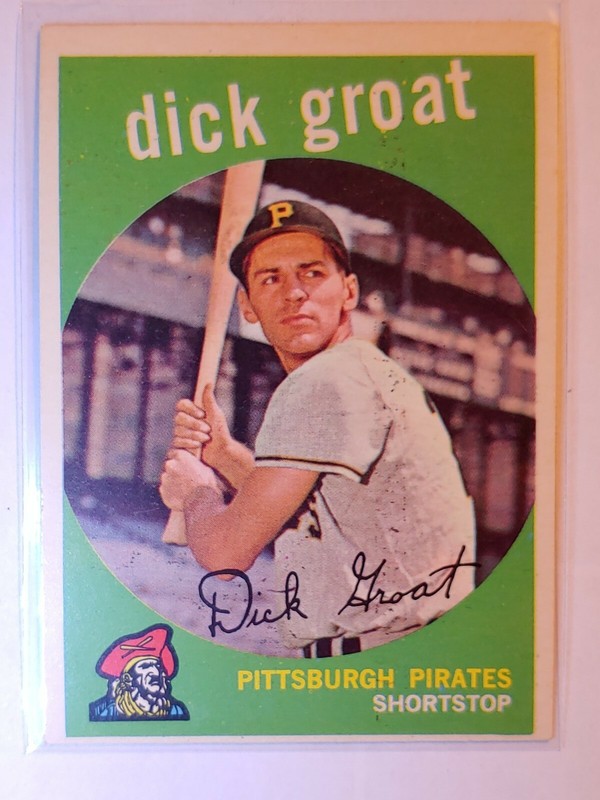 dick groat
P
Dick Groat
PITTSBURGH PIRATES
SHORTSTOP